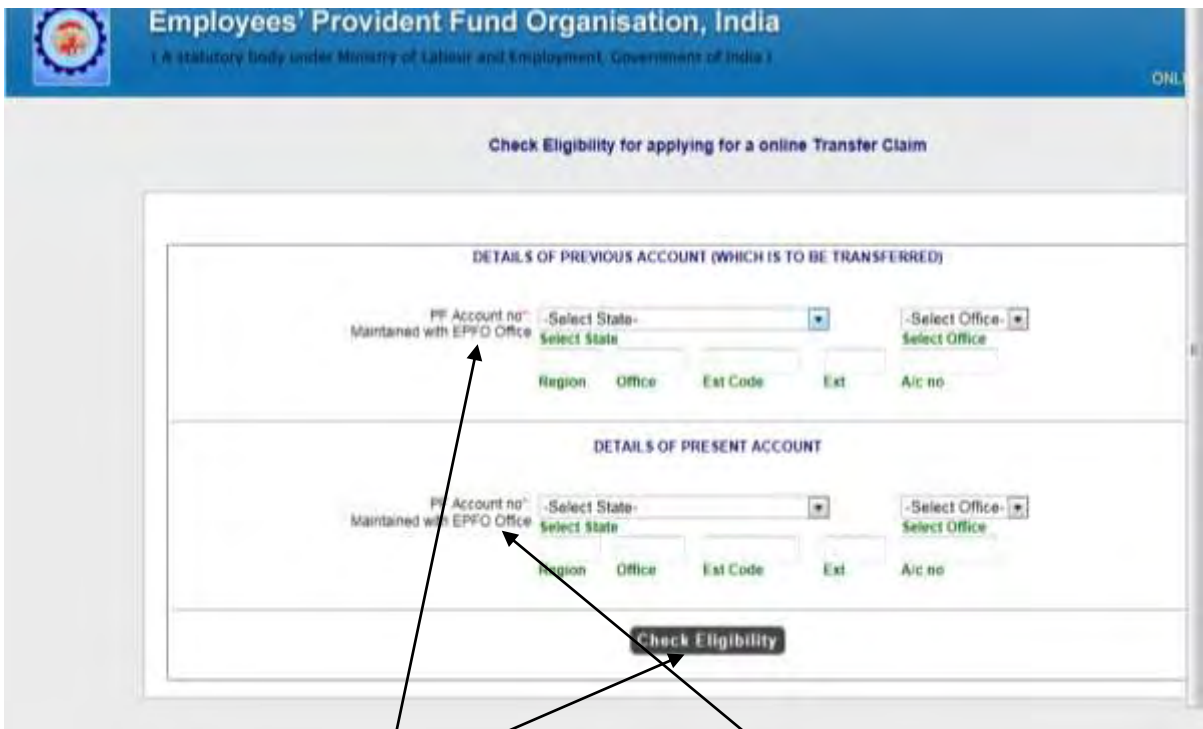 Employees' Provident Fund Organisation, India
( A statutory body under Ministry of Labour and Employment, Government of India )
ONLI
Check Eligibility for applying for a online Transfer Claim
DETAILS OF PREVIOUS ACCOUNT (WHICH IS TO BE TRANSFERRED)
PF Account no* -Select State- -Select Office-
Maintained with EPFO Office Select State Select Office
Region Office Est Code Ext A/c no
DETAILS OF PRESENT ACCOUNT
PF Account no* -Select State- -Select Office-
Maintained with EPFO Office Select State Select Office
Region Office Est Code Ext A/c no
Check Eligibility